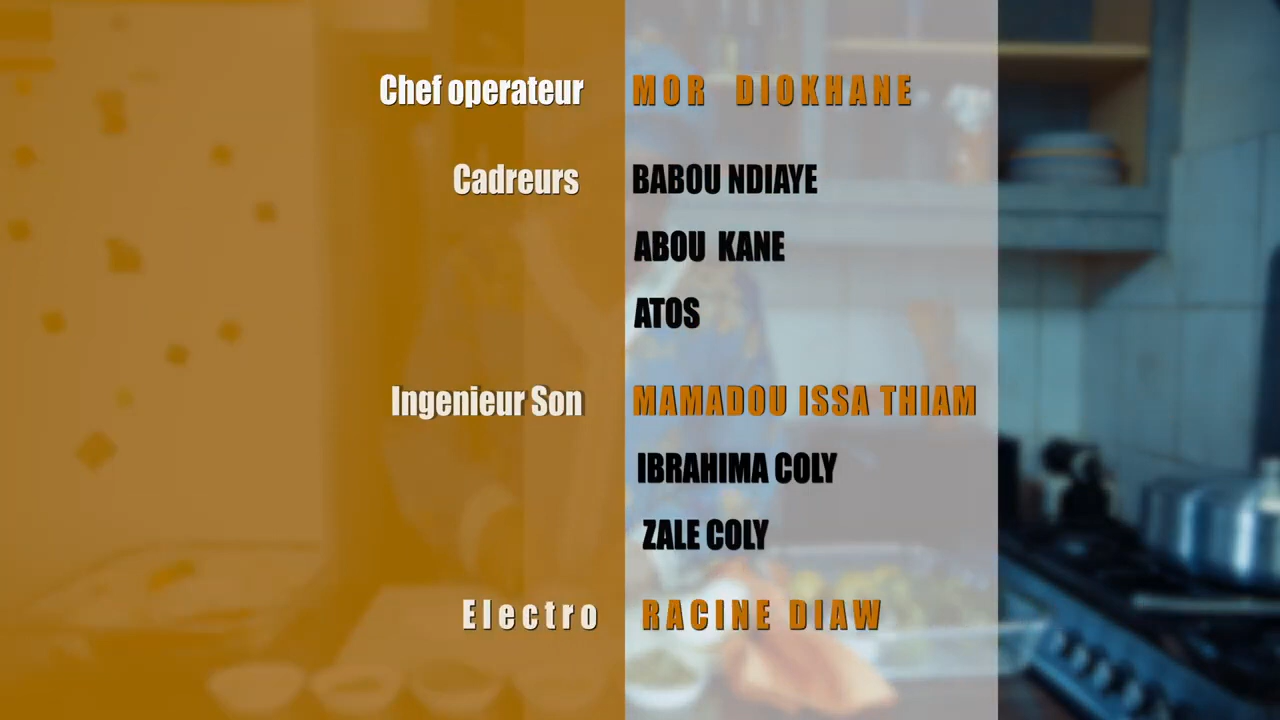 Chef operateur MOR DIOKHANE
Cadreurs BABOU NDIAYE
ABOU KANE
ATOS
Ingenieur Son MAMADOU ISSA THIAM
IBRAHIMA COLY
ZALE COLY
Electro RACINE DIAW